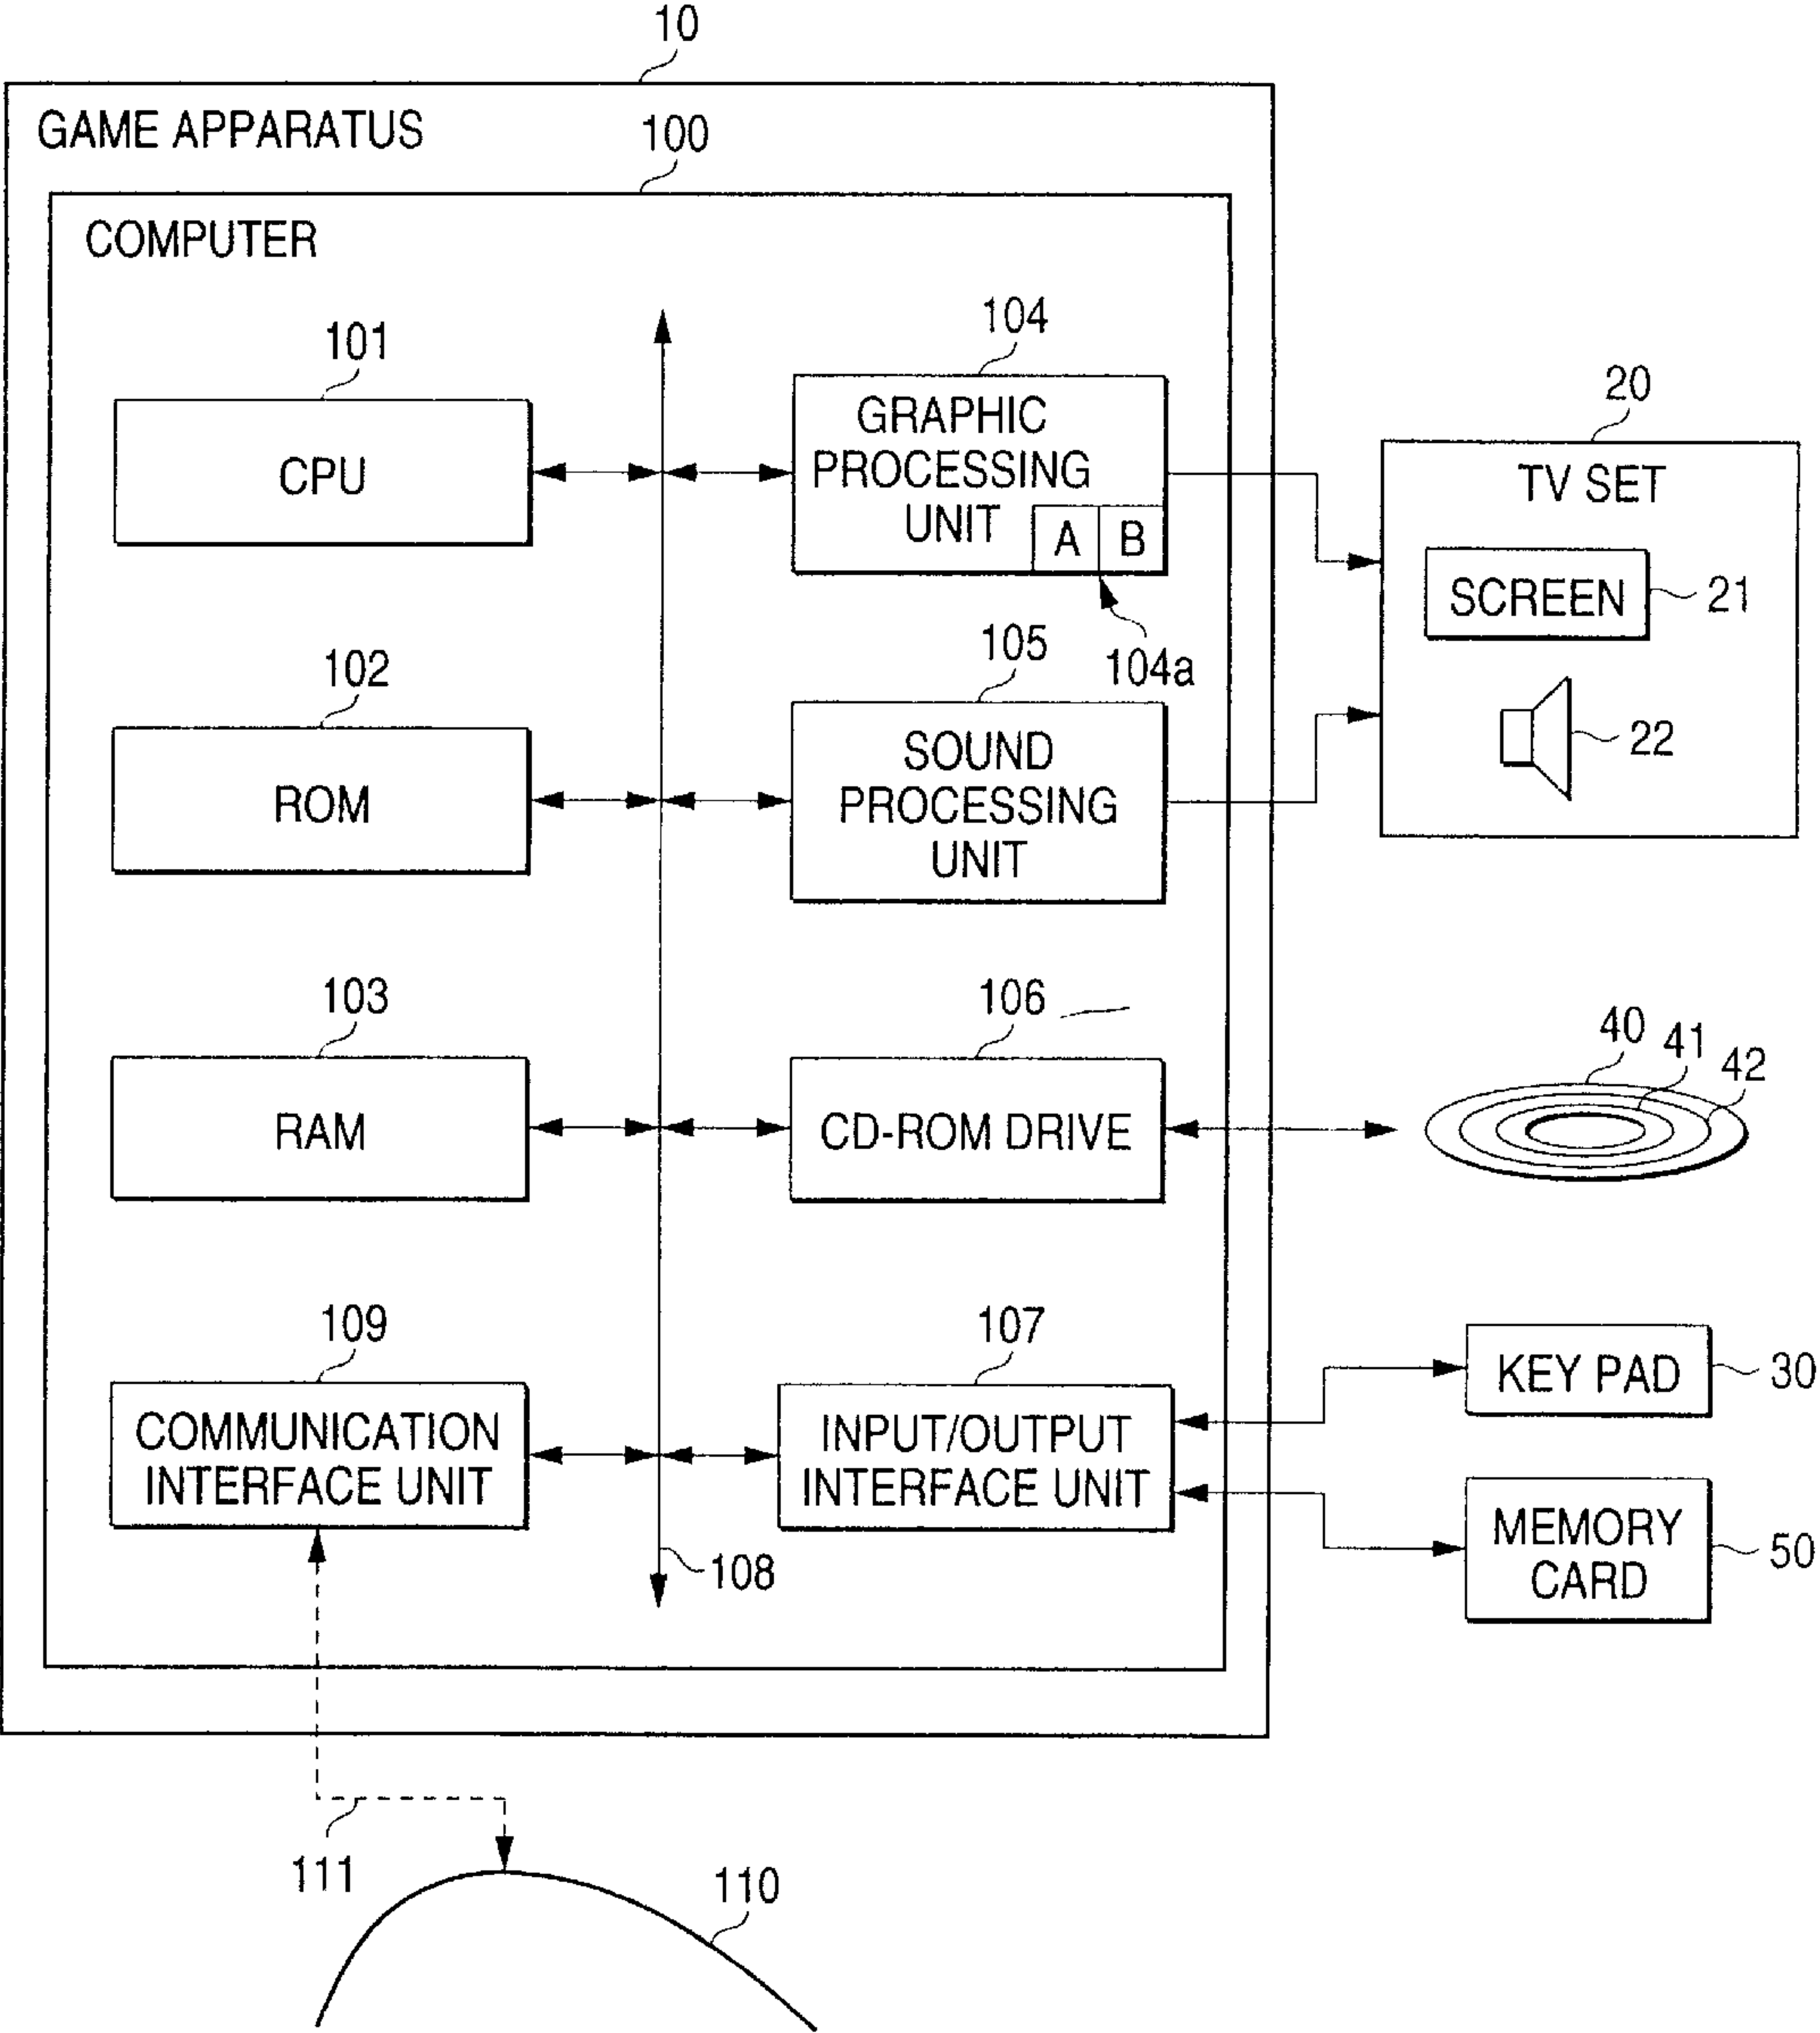 10
GAME APPARATUS
100
COMPUTER
101
CPU
104
GRAPHIC
PROCESSING
UNIT
A B
104a
20
TV SET
SCREEN
21
22
102
ROM
105
SOUND
PROCESSING
UNIT
103
RAM
106
CD-ROM DRIVE
40
41
42
109
COMMUNICATION
INTERFACE UNIT
107
INPUT/OUTPUT
INTERFACE UNIT
KEY PAD
30
MEMORY
CARD
50
108
111
110